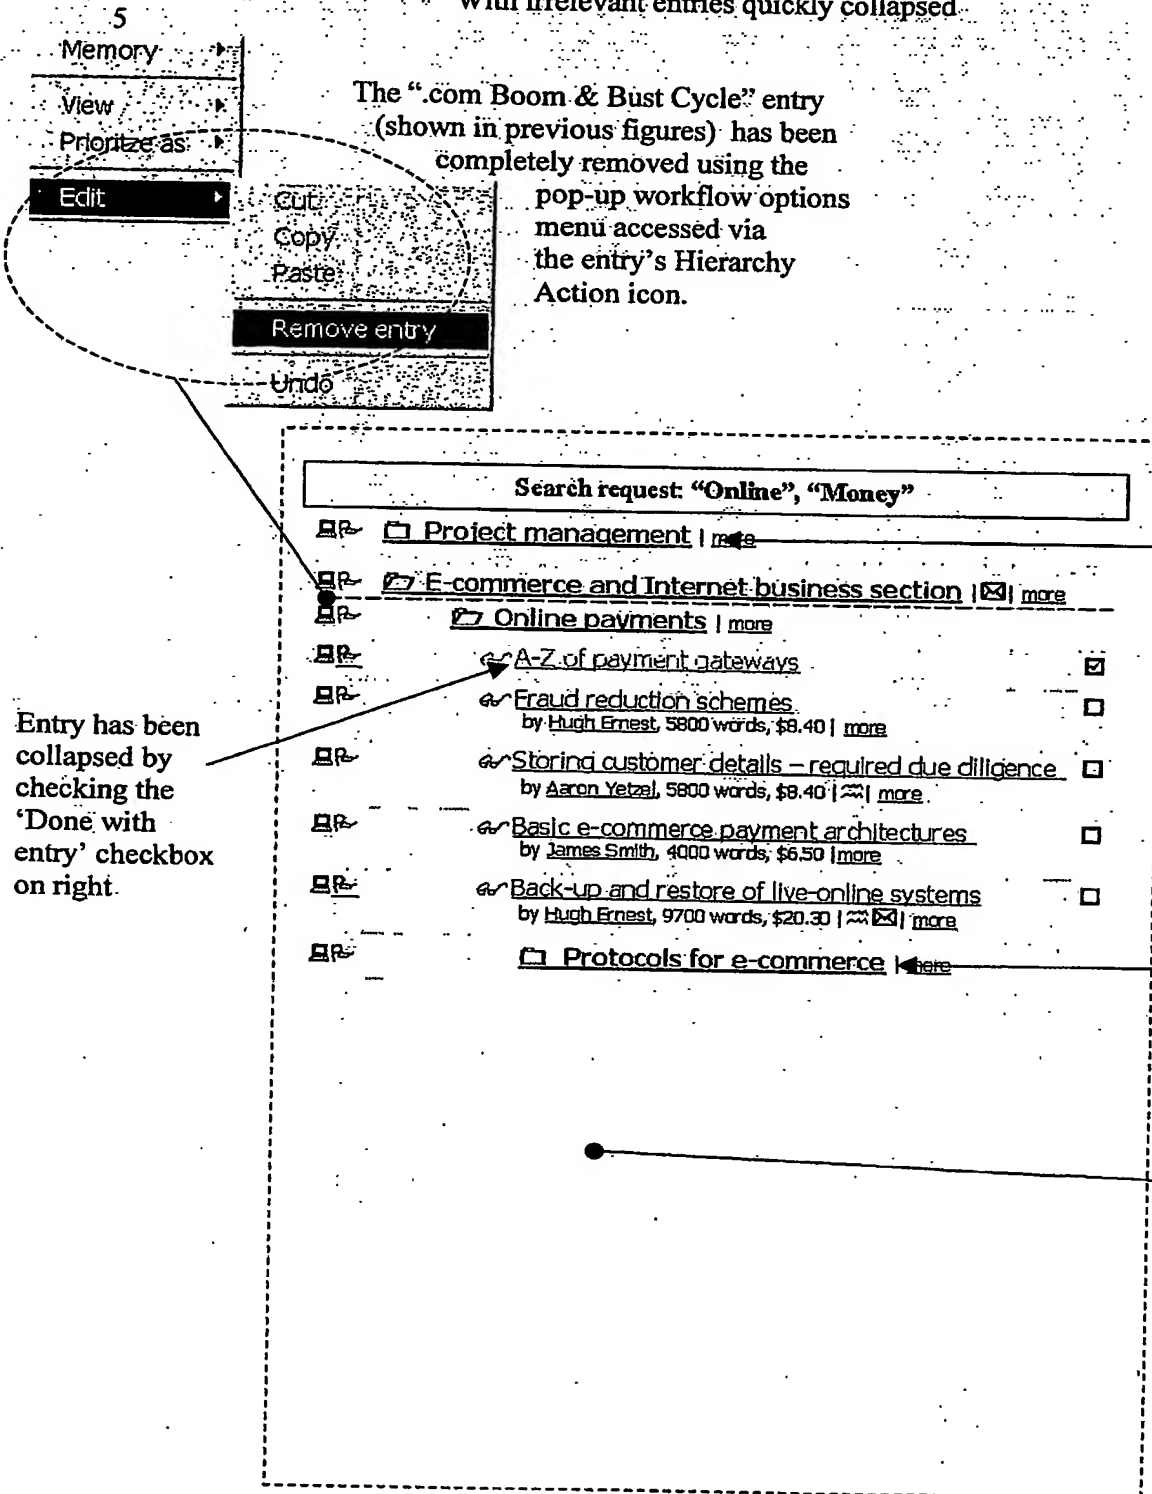 With irrelevant entries quickly collapsed
5
Memory
View
Prioritize as
Edit
Cut
Copy
Paste
Remove entry
Undo
The “.com Boom & Bust Cycle” entry
(shown in previous figures) has been
completely removed using the
pop-up workflow options
menu accessed via
the entry's Hierarchy
Action icon.
Search request: “Online”, “Money”
Project management | more
E-commerce and Internet business section | | more
Online payments | more
A-Z of payment gateways
Fraud reduction schemes
by Hugh Ernest, 5800 words, $8.40 | more
Storing customer details – required due diligence
by Aaron Yetzel, 5800 words, $8.40 | | more
Basic e-commerce payment architectures
by James Smith, 4000 words, $6.50 | more
Back-up and restore of live-online systems
by Hugh Ernest, 9700 words, $20.30 | | more
Protocols for e-commerce | more
Entry has been
collapsed by
checking the
‘Done with
entry’ checkbox
on right.